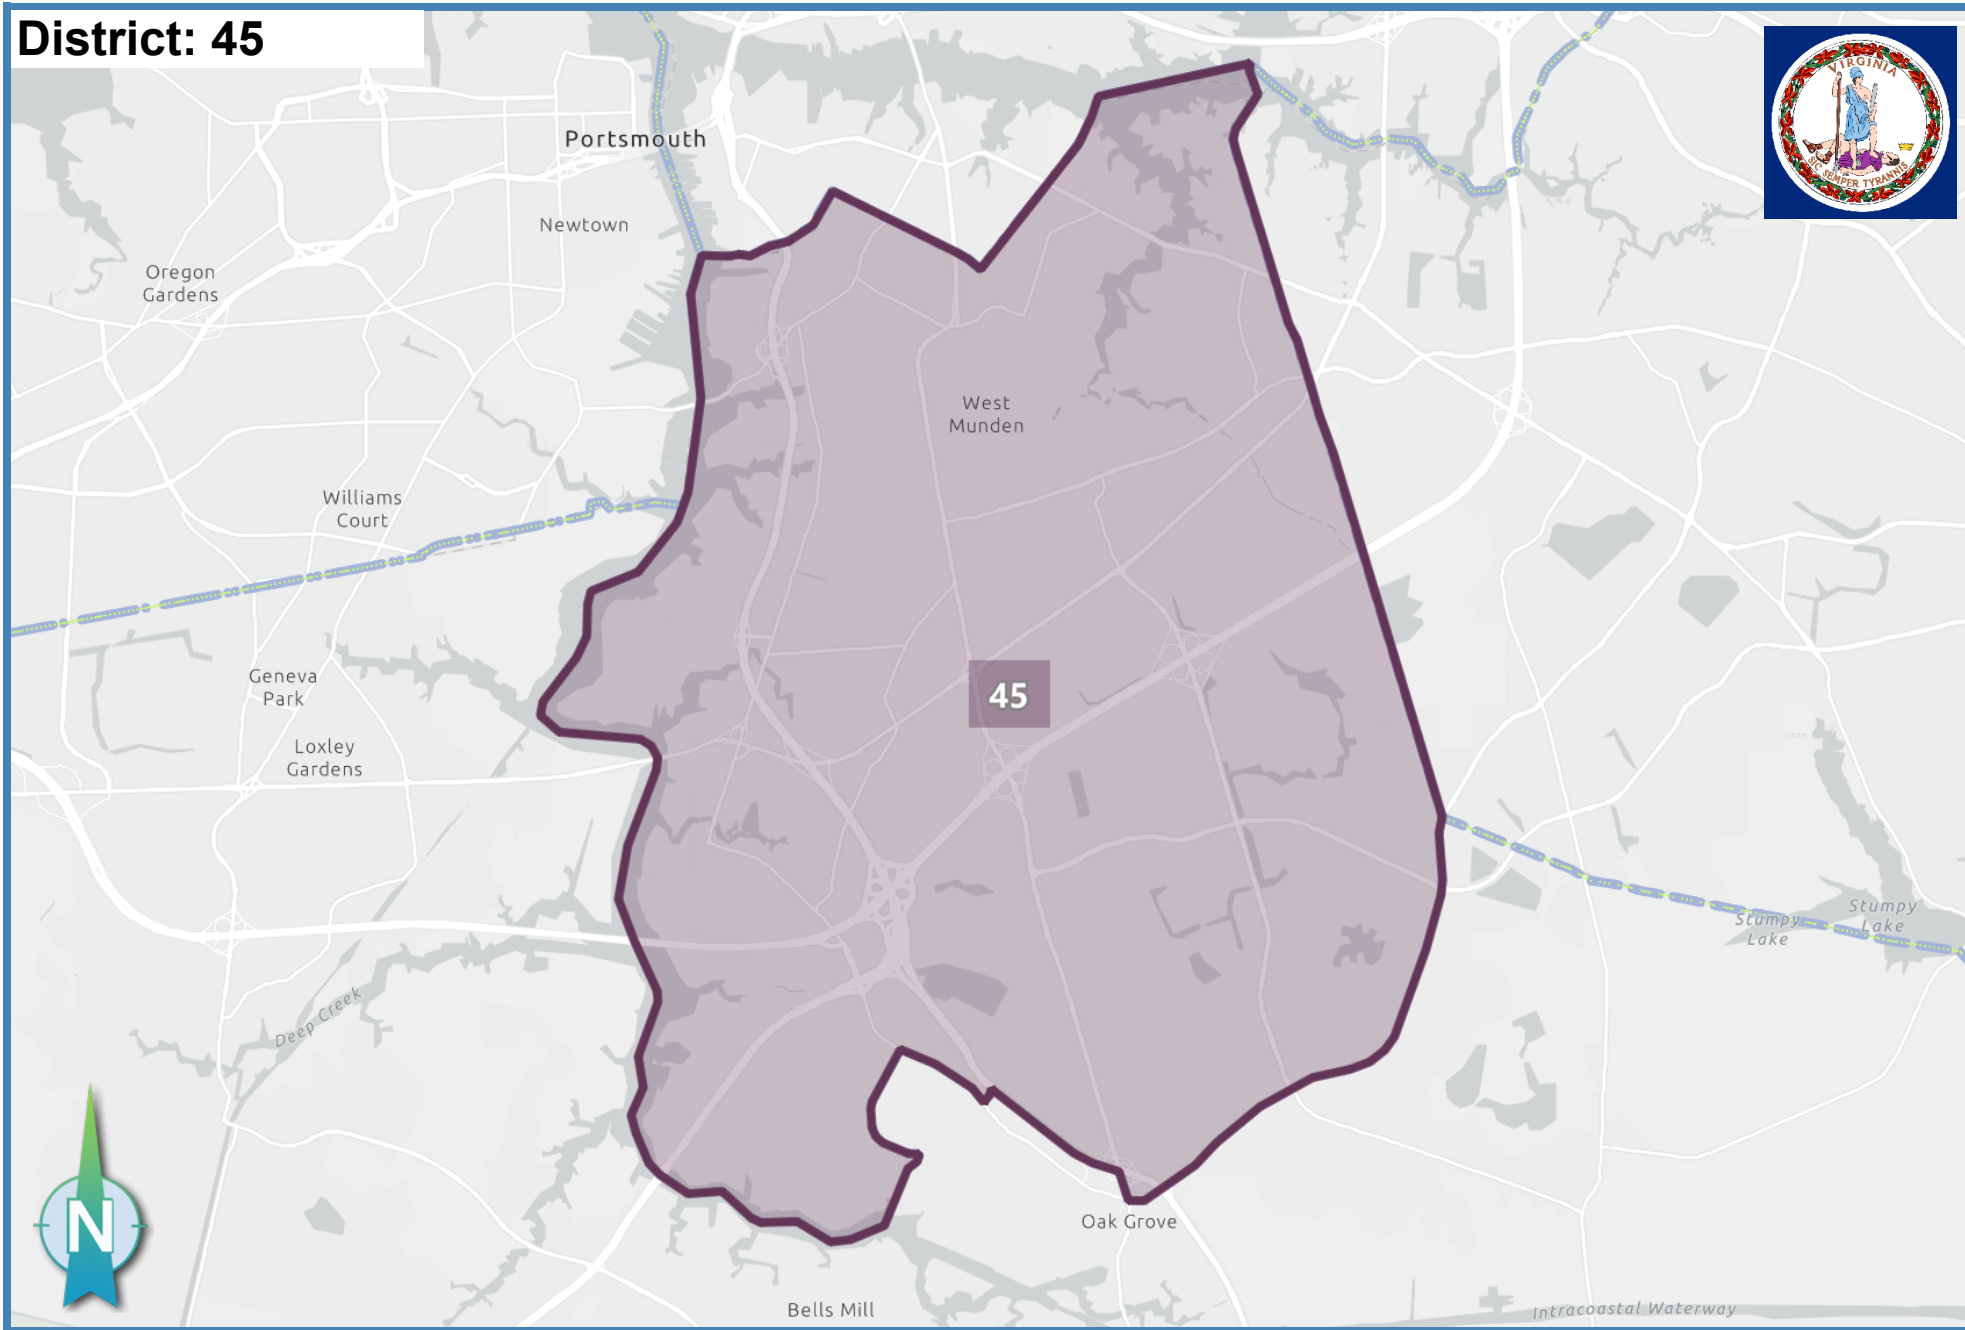 District: 45
VIRGINIA
SIC SEMPER TYRANNIS
Portsmouth
Newtown
Oregon
Gardens
West
Munden
Williams
Court
Geneva
Park
45
Loxley
Gardens
Stumpy
Lake
Stumpy
Lake
Deep Creek
N
Oak Grove
Bells Mill
Intracoastal Waterway